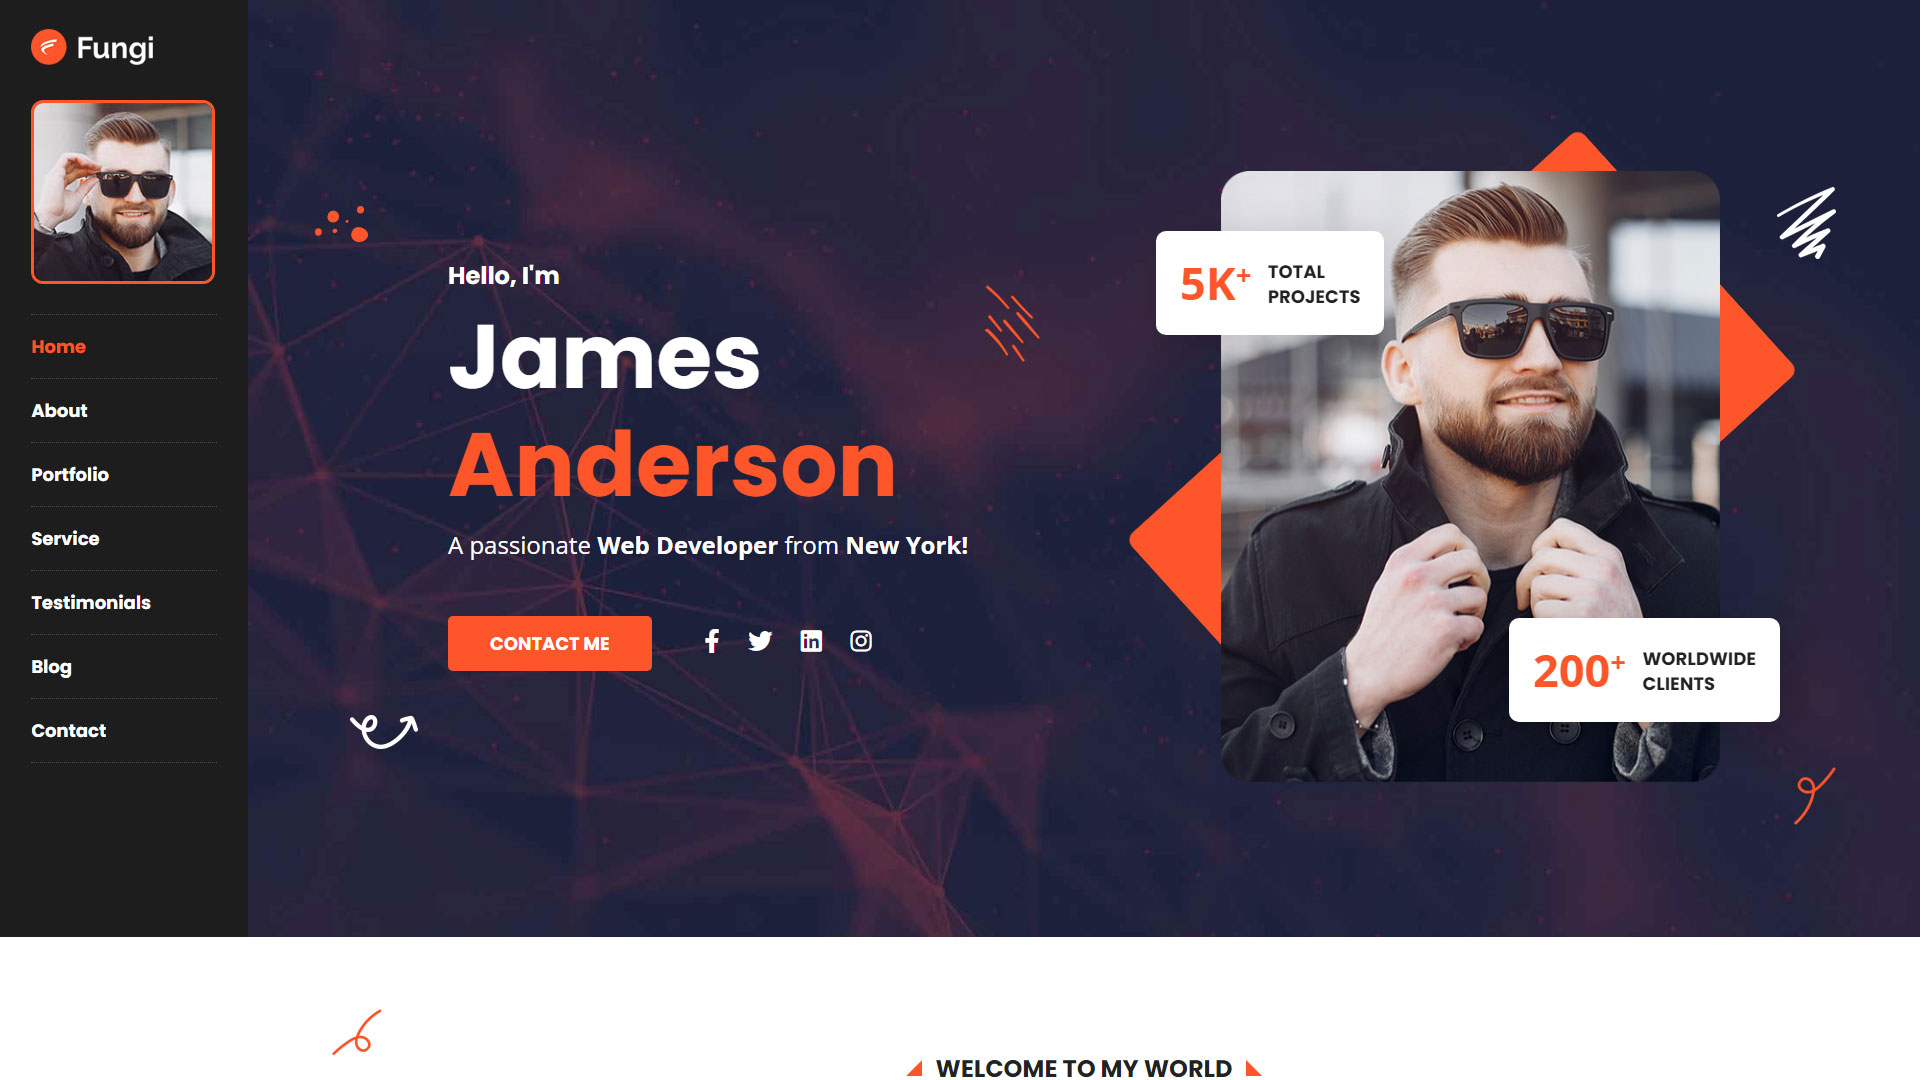 Fungi
Home
About
Portfolio
Service
Testimonials
Blog
Contact
Hello, I'm
James
Anderson
A passionate Web Developer from New York!
CONTACT ME
5K+
TOTAL
PROJECTS
200+
WORLDWIDE
CLIENTS
WELCOME TO MY WORLD